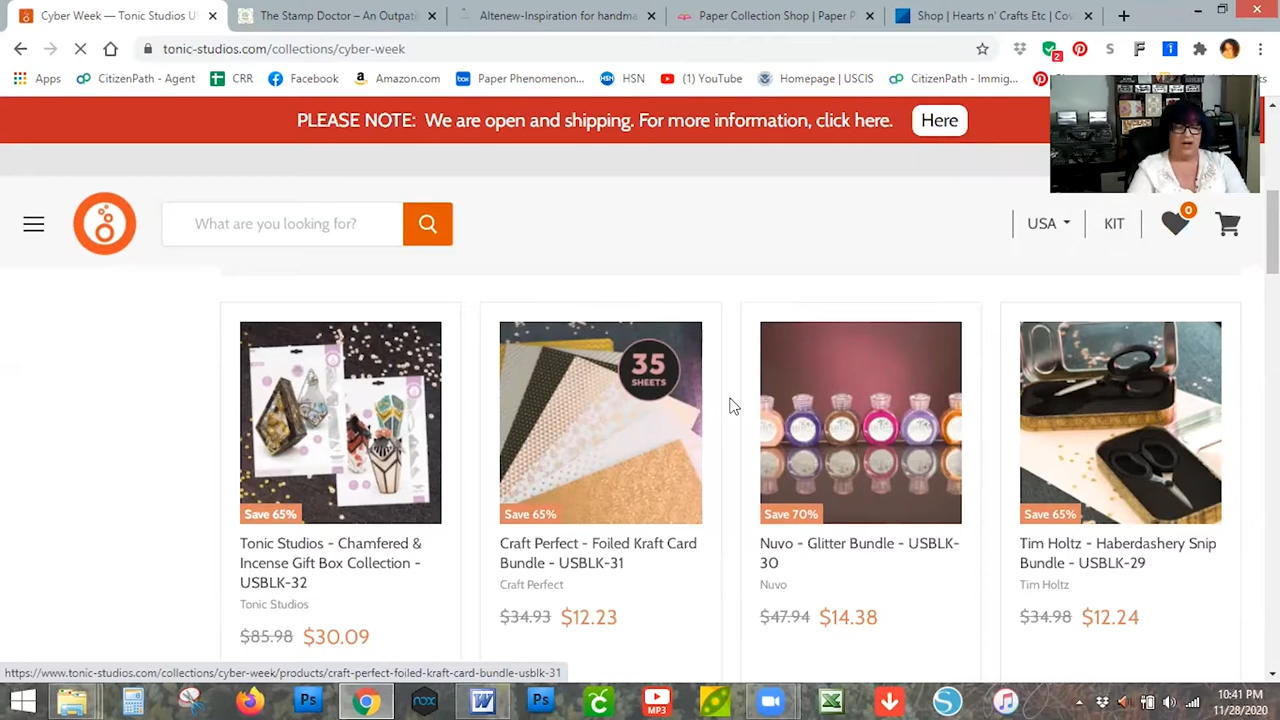 Cyber Week — Tonic Studios U
The Stamp Doctor – An Outpati
Altenew-Inspiration for handma
Paper Collection Shop | Paper P
Shop | Hearts n' Crafts Etc | Cov
tonic-studios.com/collections/cyber-week
2
Apps
CitizenPath - Agent
CRR
Facebook
Amazon.com
Paper Phenomenon...
HSN
(1) YouTube
Homepage | USCIS
CitizenPath - Immig...
PLEASE NOTE: We are open and shipping. For more information, click here.
Here
What are you looking for?
USA
KIT
0
35
SHEETS
Save 65%
Save 65%
Save 70%
Save 65%
Tonic Studios - Chamfered &
Incense Gift Box Collection -
USBLK-32
Tonic Studios
$85.98 $30.09
Craft Perfect - Foiled Kraft Card
Bundle - USBLK-31
Craft Perfect
$34.93 $12.23
Nuvo - Glitter Bundle - USBLK-
30
Nuvo
$47.94 $14.38
Tim Holtz - Haberdashery Snip
Bundle - USBLK-29
Tim Holtz
$34.98 $12.24
https://www.tonic-studios.com/collections/cyber-week/products/craft-perfect-foiled-kraft-card-bundle-usblk-31
10:41 PM
11/28/2020